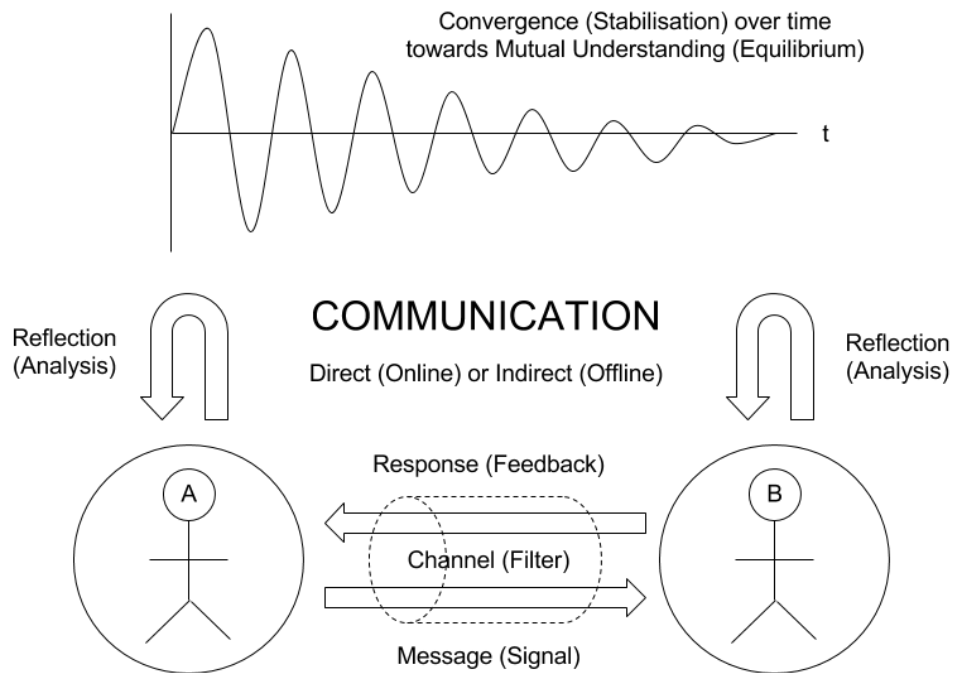 Convergence (Stabilisation) over time
towards Mutual Understanding (Equilibrium)
t
COMMUNICATION
Direct (Online) or Indirect (Offline)
Reflection
(Analysis)
Reflection
(Analysis)
A
B
Response (Feedback)
Channel (Filter)
Message (Signal)